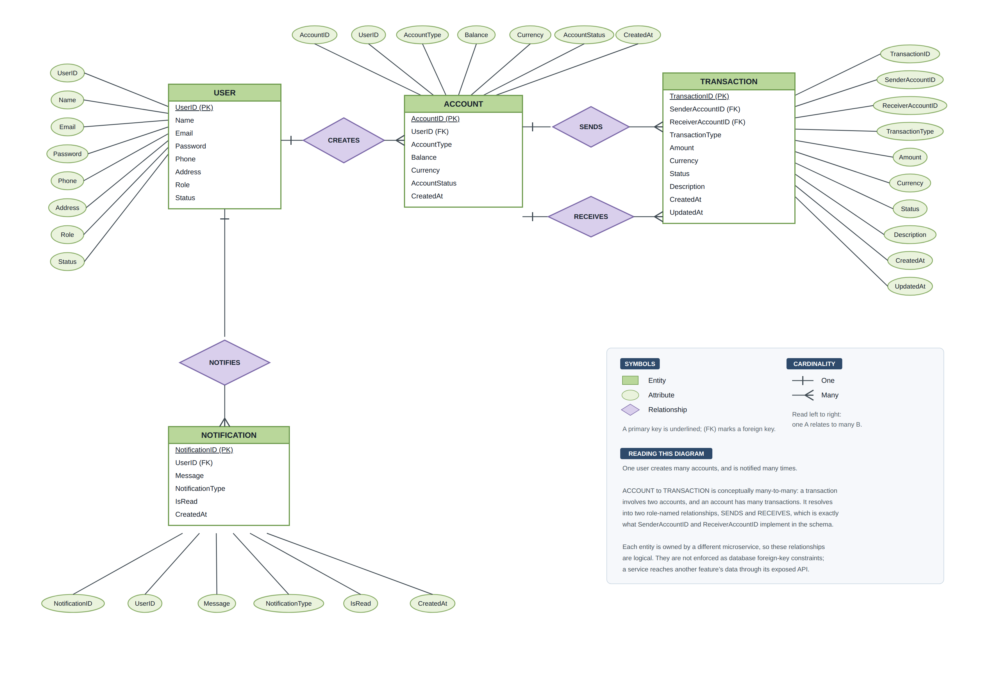 AccountID
UserID
AccountType
Balance
Currency
AccountStatus
CreatedAt
UserID
Name
Email
Password
Phone
Address
Role
Status
USER
UserID (PK)
Name
Email
Password
Phone
Address
Role
Status
CREATES
ACCOUNT
AccountID (PK)
UserID (FK)
AccountType
Balance
Currency
AccountStatus
CreatedAt
SENDS
RECEIVES
TRANSACTION
TransactionID (PK)
SenderAccountID (FK)
ReceiverAccountID (FK)
TransactionType
Amount
Currency
Status
Description
CreatedAt
UpdatedAt
TransactionID
SenderAccountID
ReceiverAccountID
TransactionType
Amount
Currency
Status
Description
CreatedAt
UpdatedAt
NOTIFIES
NOTIFICATION
NotificationID (PK)
UserID (FK)
Message
NotificationType
IsRead
CreatedAt
NotificationID
UserID
Message
NotificationType
IsRead
CreatedAt
SYMBOLS
Entity
Attribute
Relationship
A primary key is underlined; (FK) marks a foreign key.
CARDINALITY
One
Many
Read left to right:
one A relates to many B.
READING THIS DIAGRAM
One user creates many accounts, and is notified many times.
ACCOUNT to TRANSACTION is conceptually many-to-many: a transaction
involves two accounts, and an account has many transactions. It resolves
into two role-named relationships, SENDS and RECEIVES, which is exactly
what SenderAccountID and ReceiverAccountID implement in the schema.
Each entity is owned by a different microservice, so these relationships
are logical. They are not enforced as database foreign-key constraints;
a service reaches another feature’s data through its exposed API.